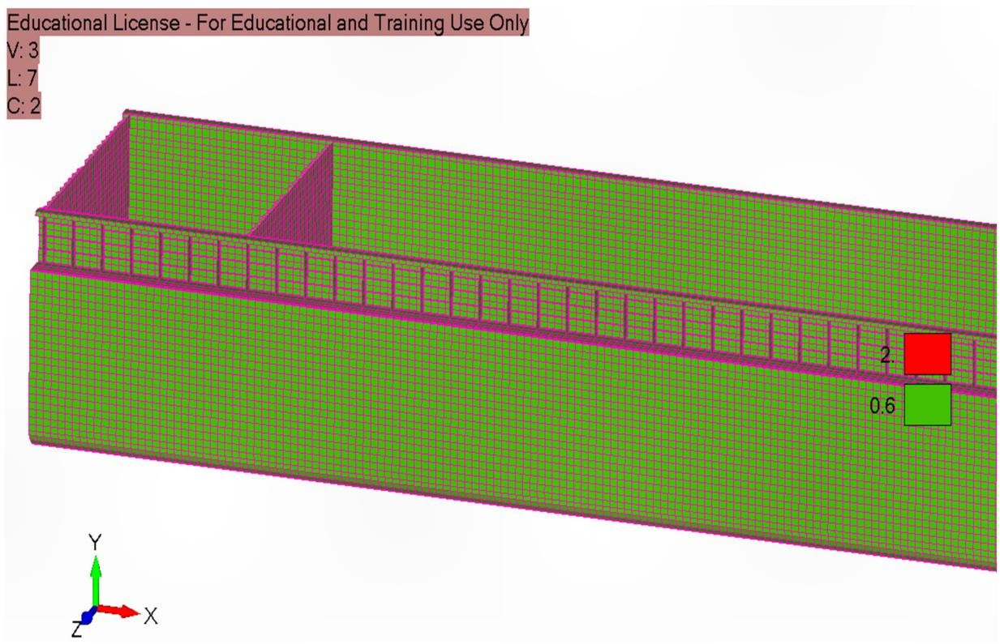 Educational License - For Educational and Training Use Only
V: 3
L: 7
C: 2
2.
0.6
Y
X
Z